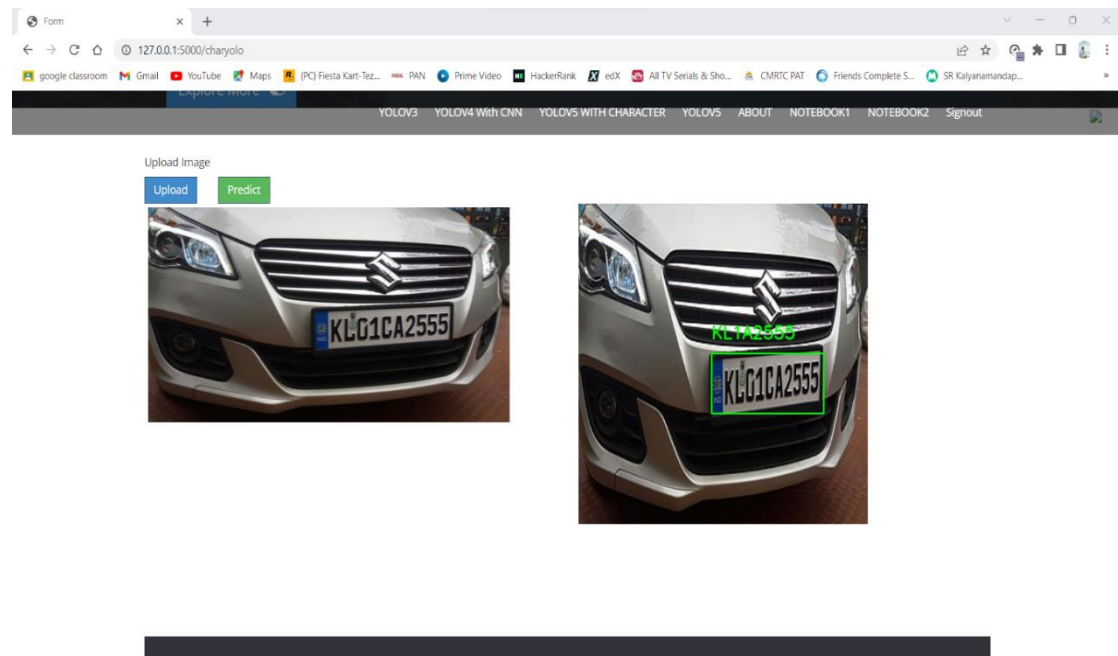 Form
127.0.0.1:5000/charyolo
google classroom Gmail YouTube Maps (PC) Fiesta Kart-Tez... PAN Prime Video HackerRank edX All TV Serials & Sho... CMRTC PAT Friends Complete S... SR Kalyanamandap...
Explore More
YOLOV3 YOLOV4 With CNN YOLOV5 WITH CHARACTER YOLOV5 ABOUT NOTEBOOK1 NOTEBOOK2 Signout
Upload Image
Upload Predict
KL01CA2555
KL1A2555
KL01CA2555